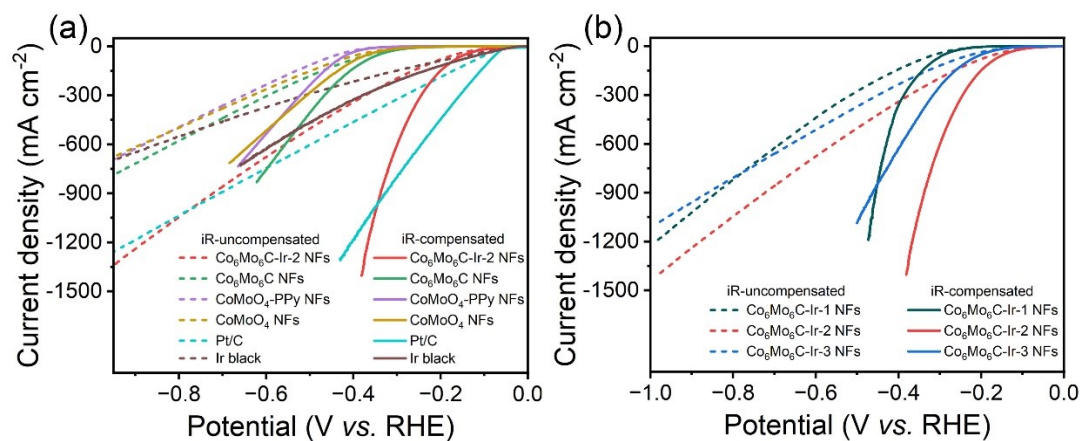 (a)
Current density (mA cm⁻²)
0
-300
-600
-900
-1200
-1500
iR-uncompensated iR-compensated
Co₆Mo₆C-Ir-2 NFs Co₆Mo₆C-Ir-2 NFs
Co₆Mo₆C NFs Co₆Mo₆C NFs
CoMoO₄-PPy NFs CoMoO₄-PPy NFs
CoMoO₄ NFs CoMoO₄ NFs
Pt/C Pt/C
Ir black Ir black
-0.8 -0.6 -0.4 -0.2 0.0
Potential (V vs. RHE)
(b)
Current density (mA cm⁻²)
0
-300
-600
-900
-1200
-1500
iR-uncompensated iR-compensated
Co₆Mo₆C-Ir-1 NFs Co₆Mo₆C-Ir-1 NFs
Co₆Mo₆C-Ir-2 NFs Co₆Mo₆C-Ir-2 NFs
Co₆Mo₆C-Ir-3 NFs Co₆Mo₆C-Ir-3 NFs
-1.0 -0.8 -0.6 -0.4 -0.2 0.0
Potential (V vs. RHE)